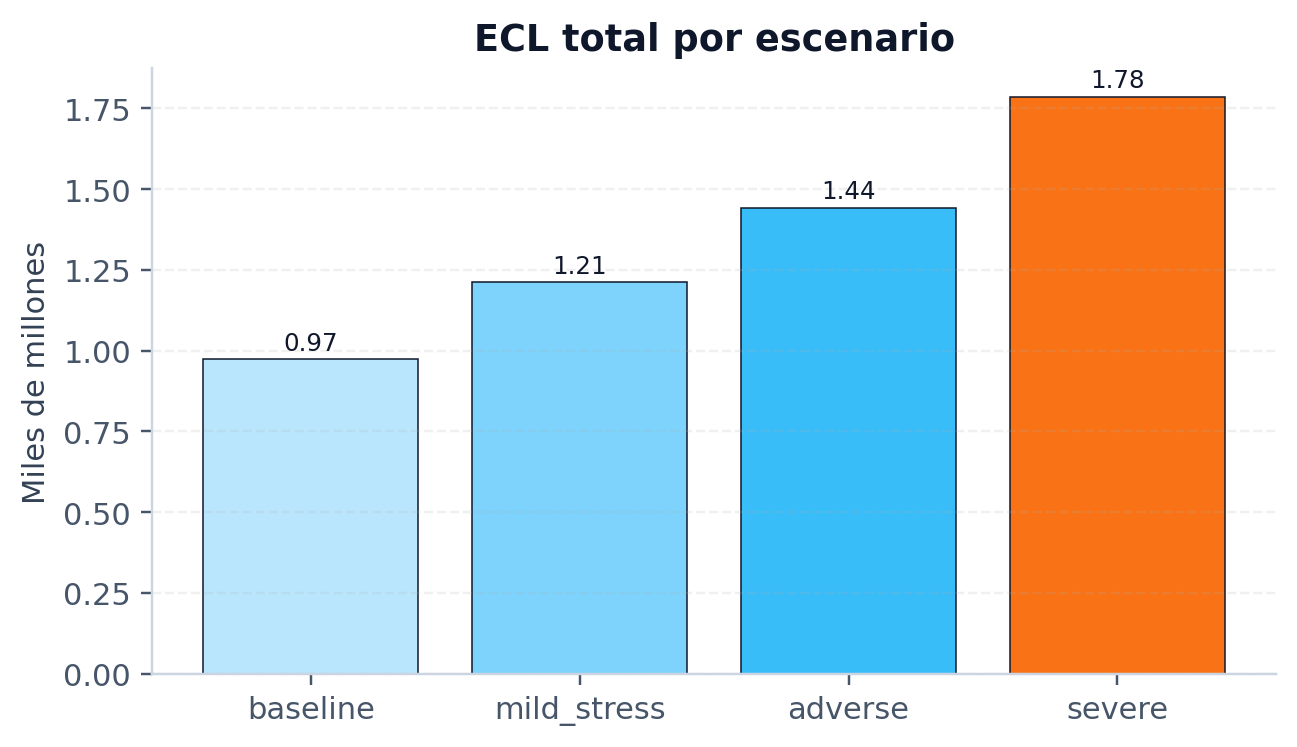 ECL total por escenario
Miles de millones
1.75
1.50
1.25
1.00
0.75
0.50
0.25
0.00
0.97
1.21
1.44
1.78
baseline
mild_stress
adverse
severe